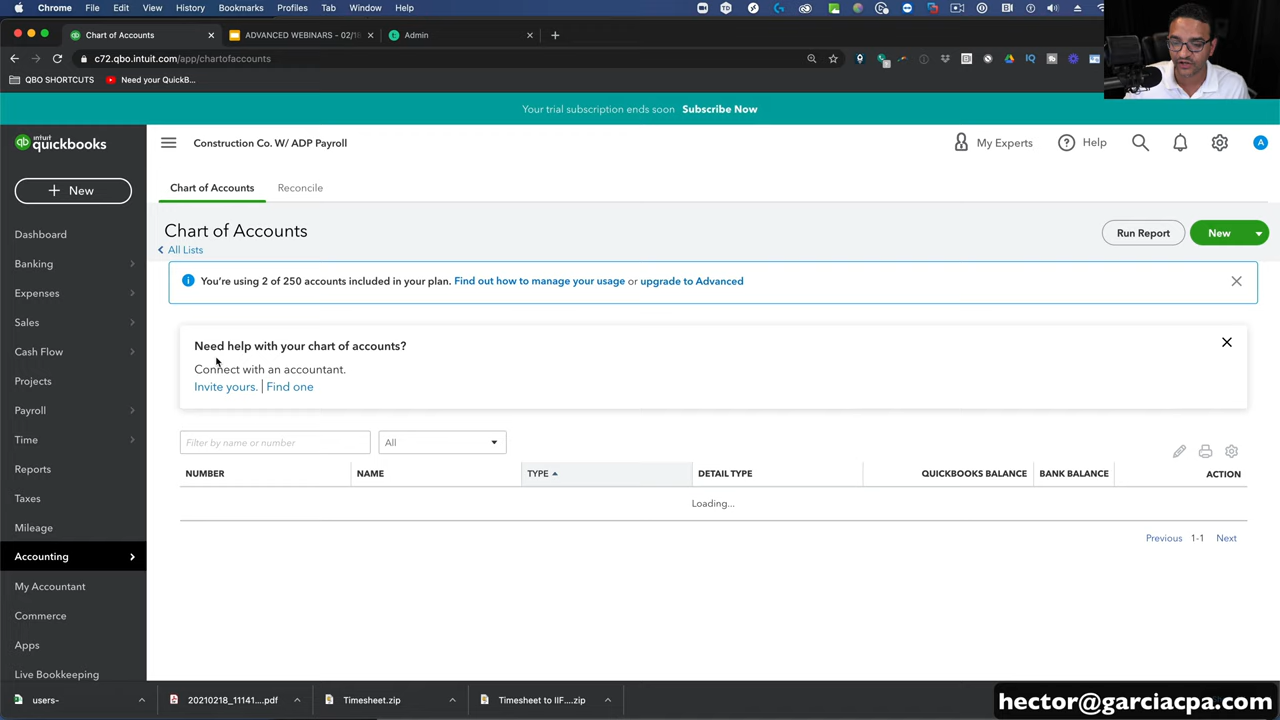 Chrome File Edit View History Bookmarks Profiles Tab Window Help
Chart of Accounts
ADVANCED WEBINARS - 02/18
Admin
c72.qbo.intuit.com/app/chartofaccounts
QBO SHORTCUTS
Need your QuickB...
Your trial subscription ends soon Subscribe Now
intuit
quickbooks
Construction Co. W/ ADP Payroll
My Experts
Help
A
New
Chart of Accounts
Reconcile
Dashboard
Banking
Expenses
Sales
Cash Flow
Projects
Payroll
Time
Reports
Taxes
Mileage
Accounting
My Accountant
Commerce
Apps
Live Bookkeeping
Chart of Accounts
All Lists
Run Report
New
You're using 2 of 250 accounts included in your plan. Find out how to manage your usage or upgrade to Advanced
Need help with your chart of accounts?
Connect with an accountant.
Invite yours. | Find one
Filter by name or number
All
NUMBER NAME TYPE DETAIL TYPE QUICKBOOKS BALANCE BANK BALANCE ACTION
Loading...
Previous 1-1 Next
users-
20210218_11141....pdf
Timesheet.zip
Timesheet to IIF....zip
hector@garciacpa.com